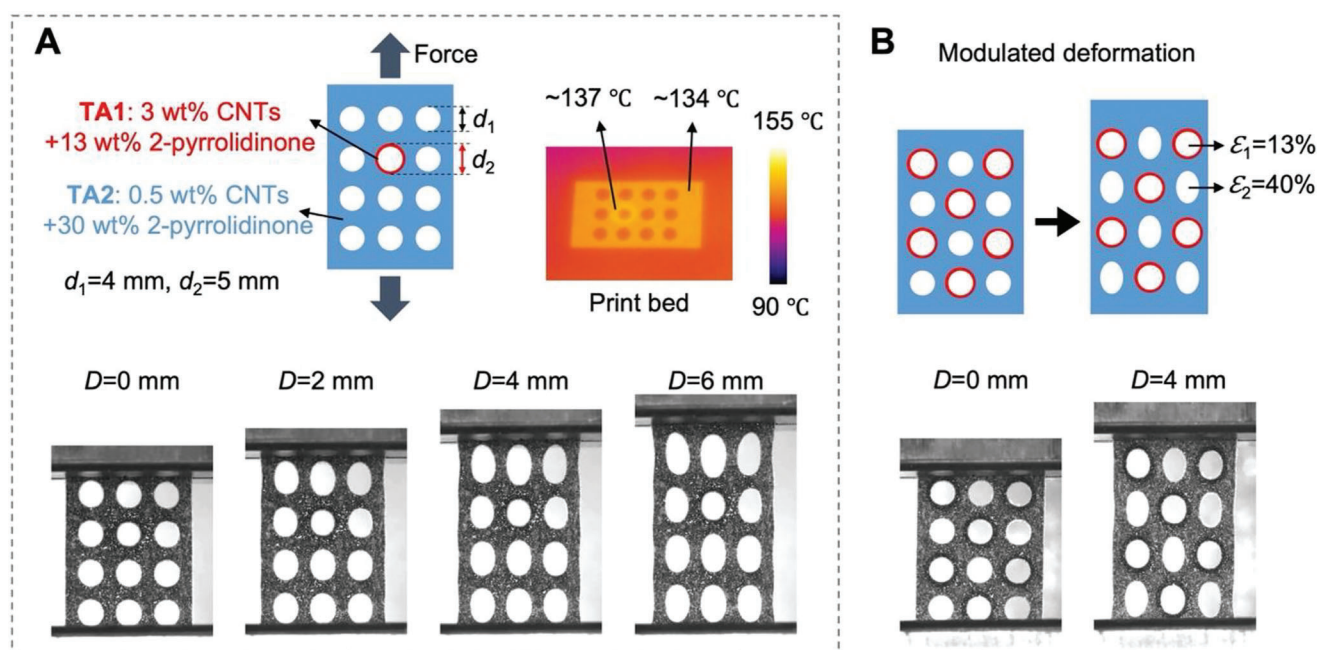 A
Force
TA1: 3 wt% CNTs
+13 wt% 2-pyrrolidinone
d₁
d₂
TA2: 0.5 wt% CNTs
+30 wt% 2-pyrrolidinone
d₁=4 mm, d₂=5 mm
~137 °C
~134 °C
155 °C
90 °C
Print bed
D=0 mm
D=2 mm
D=4 mm
D=6 mm
B
Modulated deformation
Ɛ₁=13%
Ɛ₂=40%
D=0 mm
D=4 mm